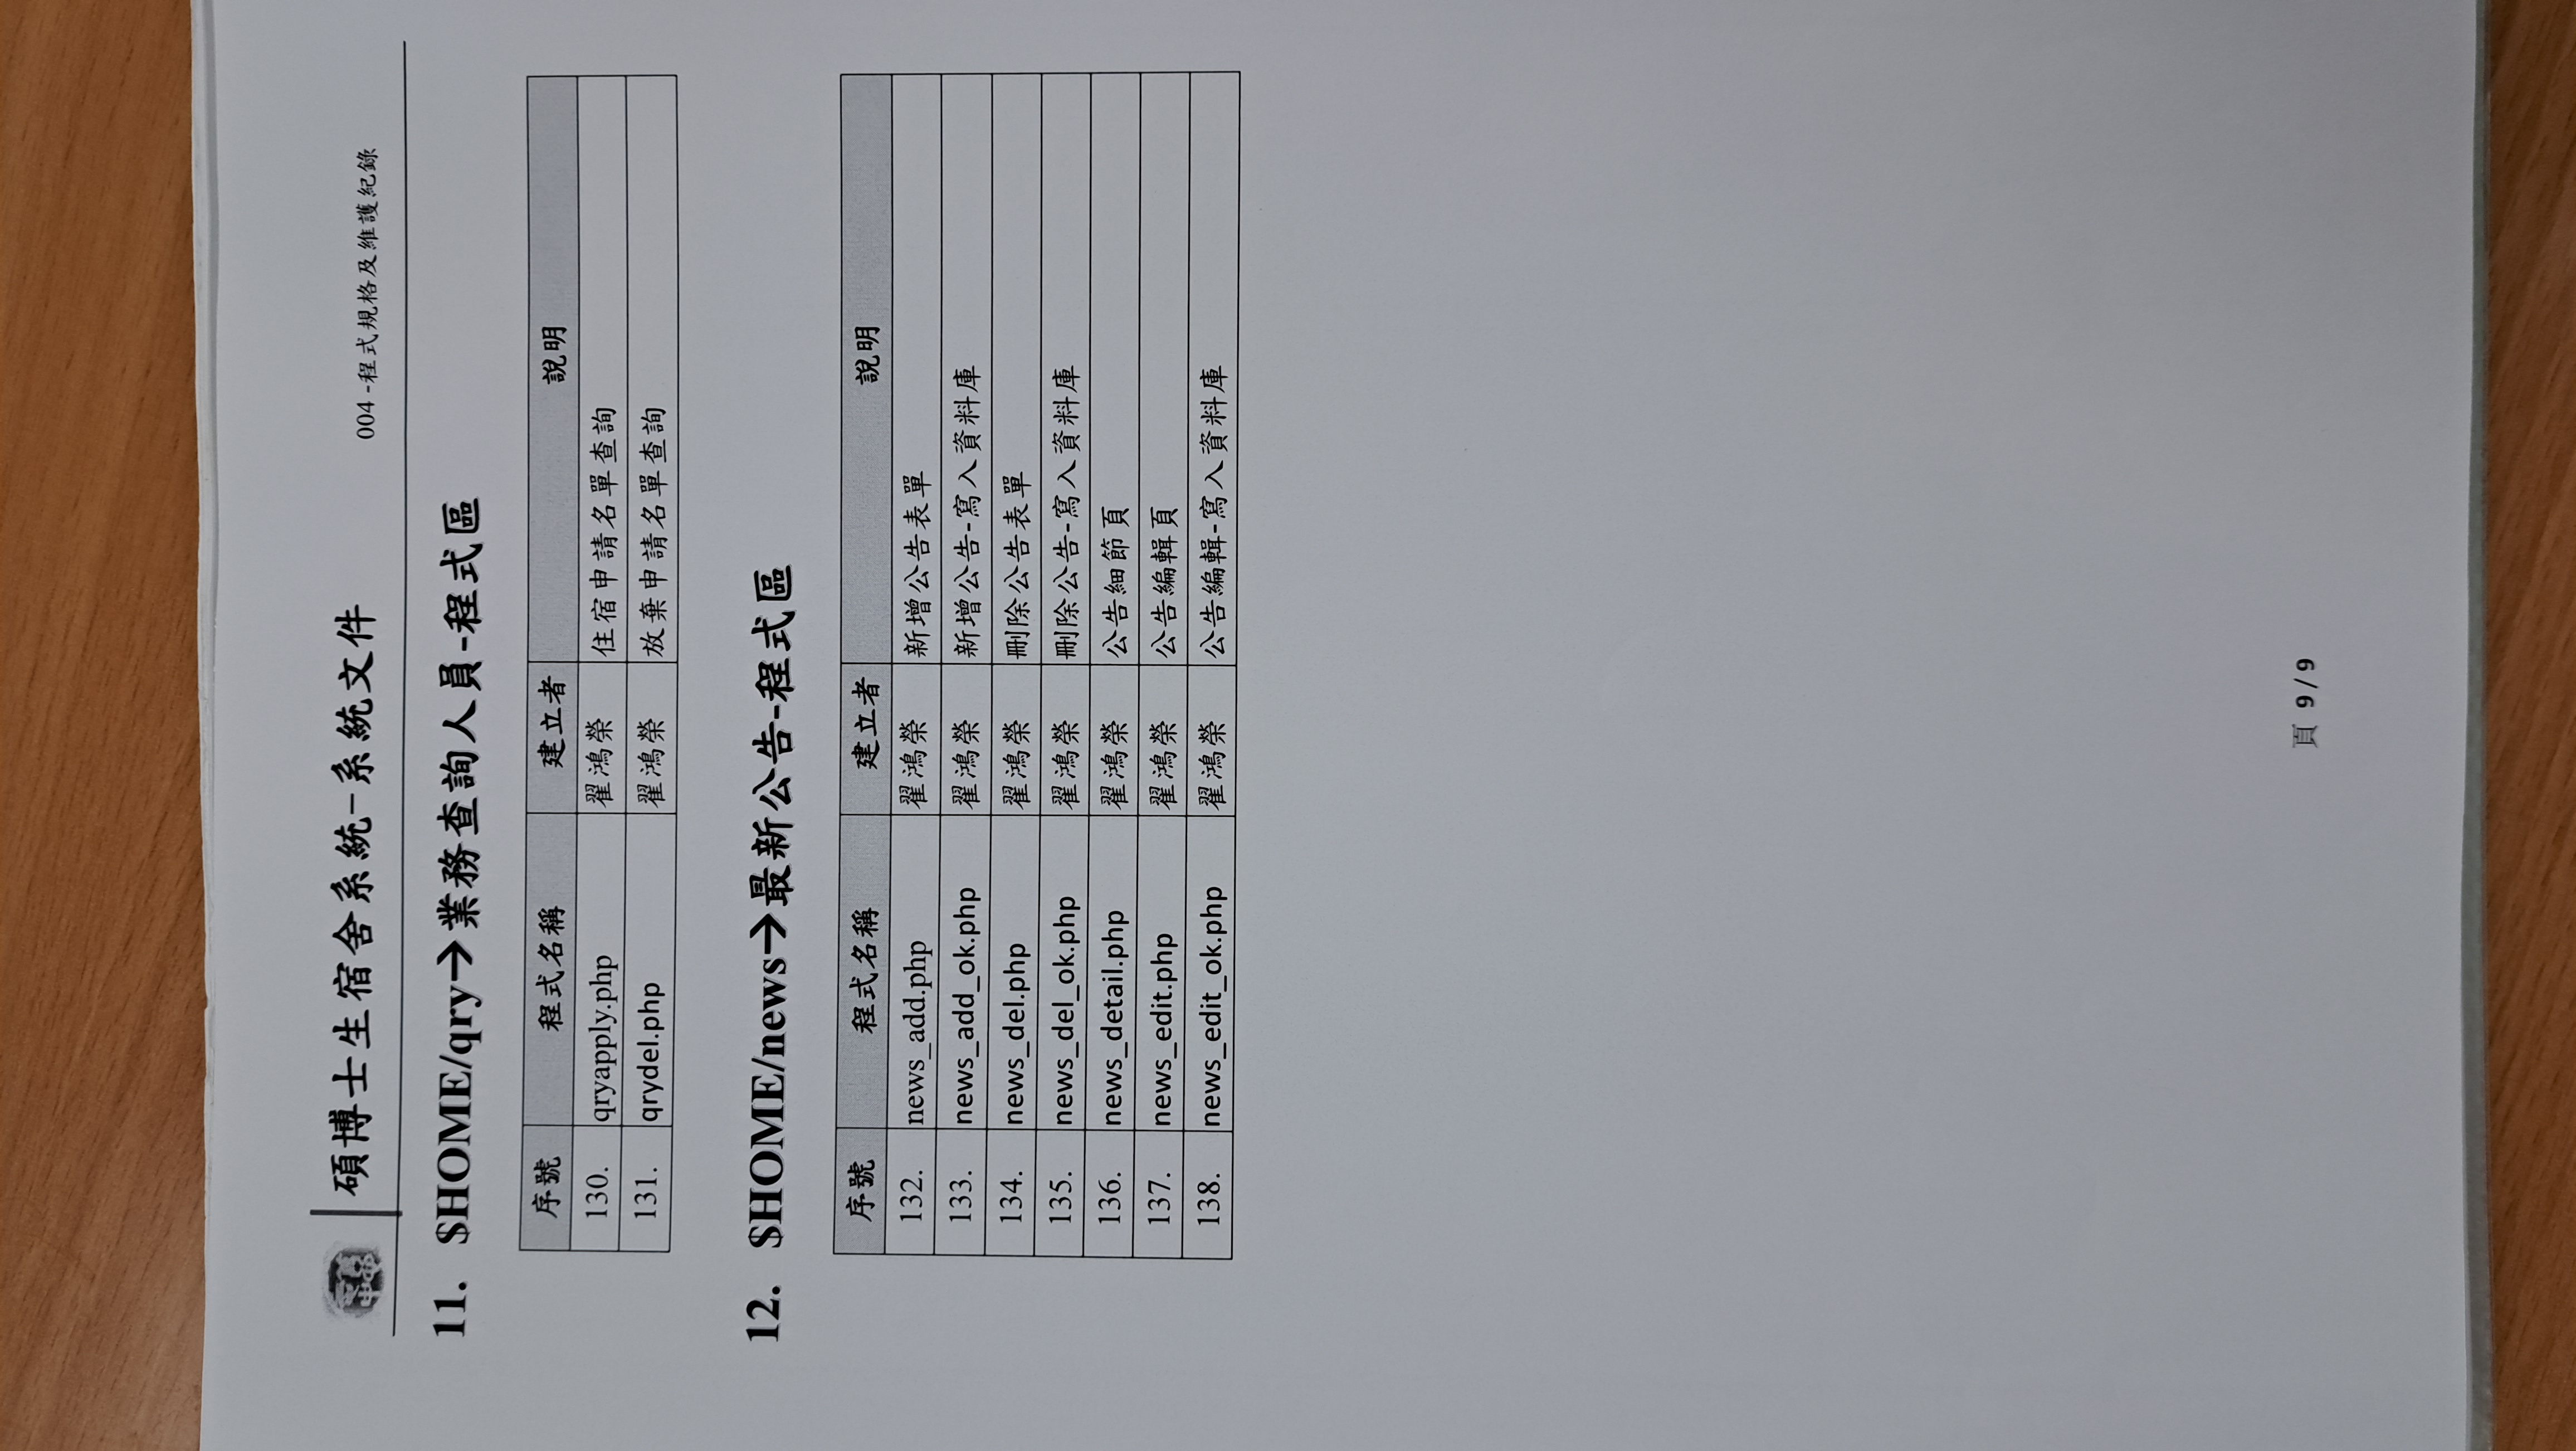 碩博士生宿舍系統-系統文件 004 -程式規格及維護紀錄
11. $HOME/qry→業務查詢人員-程式區
序號 程式名稱 建立者 說明
130. qryapply.php 翟鴻榮 住宿申請名單查詢
131. qrydel.php 翟鴻榮 放棄申請名單查詢
12. $HOME/news→最新公告-程式區
序號 程式名稱 建立者 說明
132. news_add.php 翟鴻榮 新增公告表單
133. news_add_ok.php 翟鴻榮 新增公告-寫入資料庫
134. news_del.php 翟鴻榮 刪除公告表單
135. news_del_ok.php 翟鴻榮 刪除公告-寫入資料庫
136. news_detail.php 翟鴻榮 公告細節頁
137. news_edit.php 翟鴻榮 公告編輯頁
138. news_edit_ok.php 翟鴻榮 公告編輯-寫入資料庫
頁 9 / 9